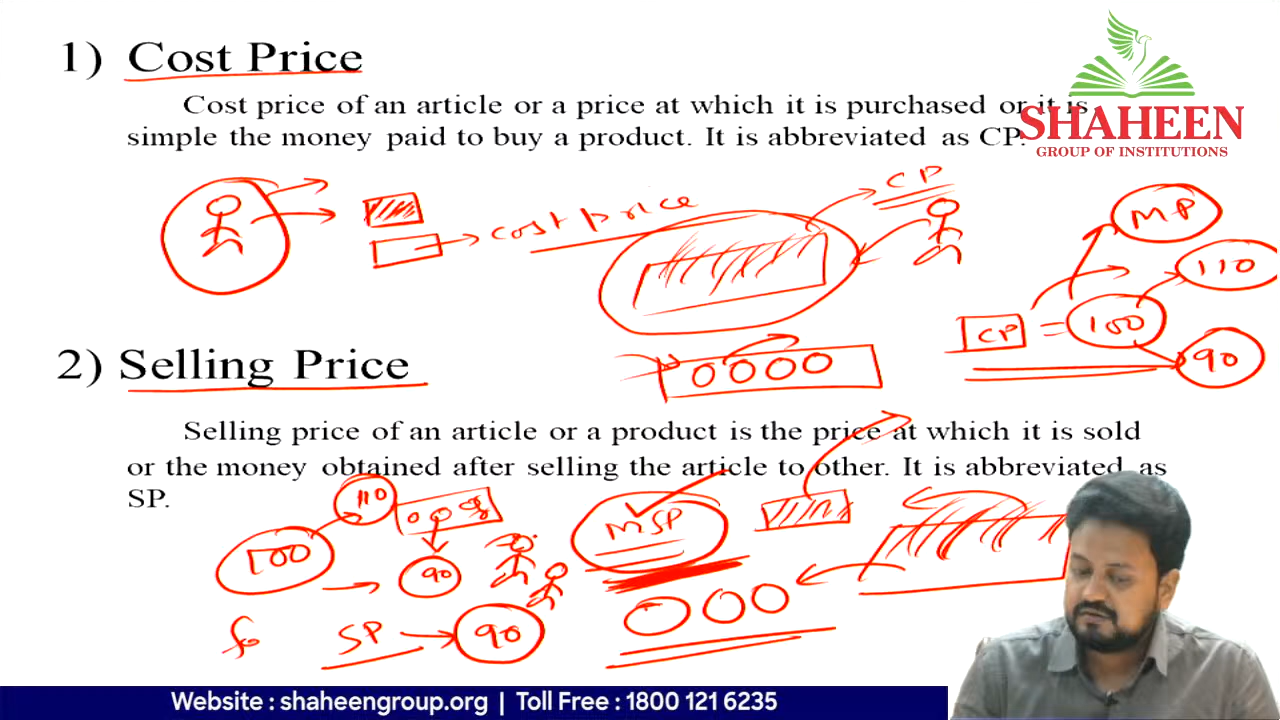 1) Cost Price
SHAHEEN
GROUP OF INSTITUTIONS
Cost price of an article or a price at which it is purchased or it is
simple the money paid to buy a product. It is abbreviated as CP.
CP
cost price
MP
110
CP = 100
90
2) Selling Price
Selling price of an article or a product is the price at which it is sold
or the money obtained after selling the article to other. It is abbreviated as
SP.
110
MSP
100
90
SP
90
Website : shaheengroup.org | Toll Free : 1800 121 6235